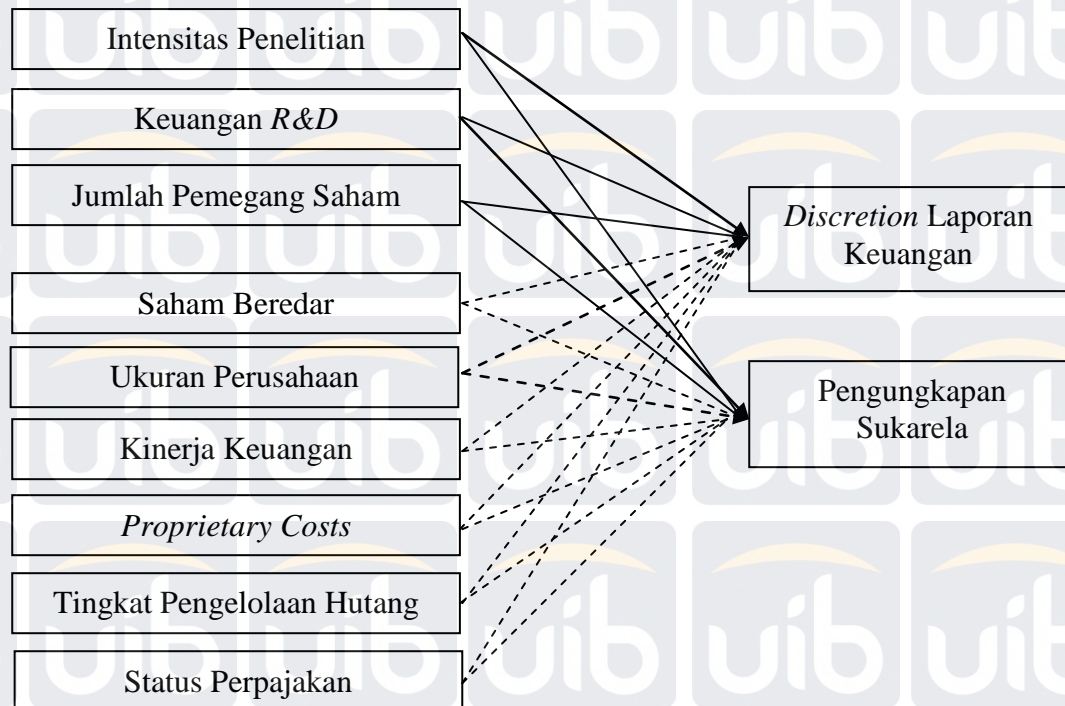 Intensitas Penelitian
Keuangan R&D
Jumlah Pemegang Saham
Saham Beredar
Ukuran Perusahaan
Kinerja Keuangan
Proprietary Costs
Tingkat Pengelolaan Hutang
Status Perpajakan
Discretion Laporan
Keuangan
Pengungkapan
Sukarela